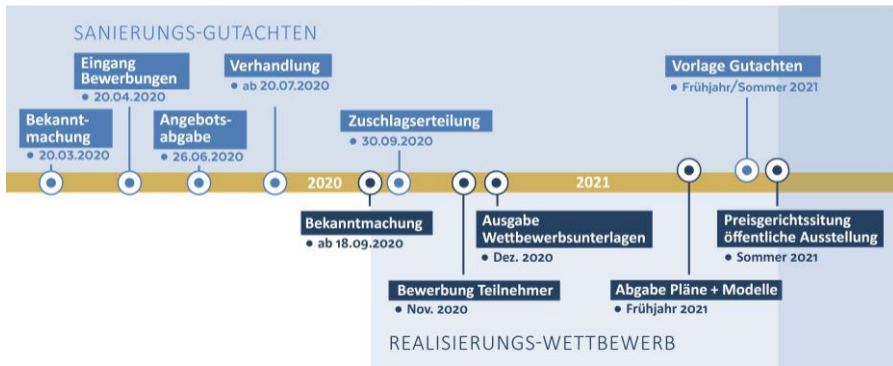 SANIERUNGS-GUTACHTEN
Bekannt-
machung
• 20.03.2020
Eingang
Bewerbungen
• 20.04.2020
Angebots-
abgabe
• 26.06.2020
Verhandlung
• ab 20.07.2020
Zuschlagserteilung
• 30.09.2020
Vorlage Gutachten
• Frühjahr/Sommer 2021
2020
2021
Bekanntmachung
• ab 18.09.2020
Bewerbung Teilnehmer
• Nov. 2020
Ausgabe
Wettbewerbsunterlagen
• Dez. 2020
Abgabe Pläne + Modelle
• Frühjahr 2021
Preisgerichtssitung
öffentliche Ausstellung
• Sommer 2021
REALISIERUNGS-WETTBEWERB